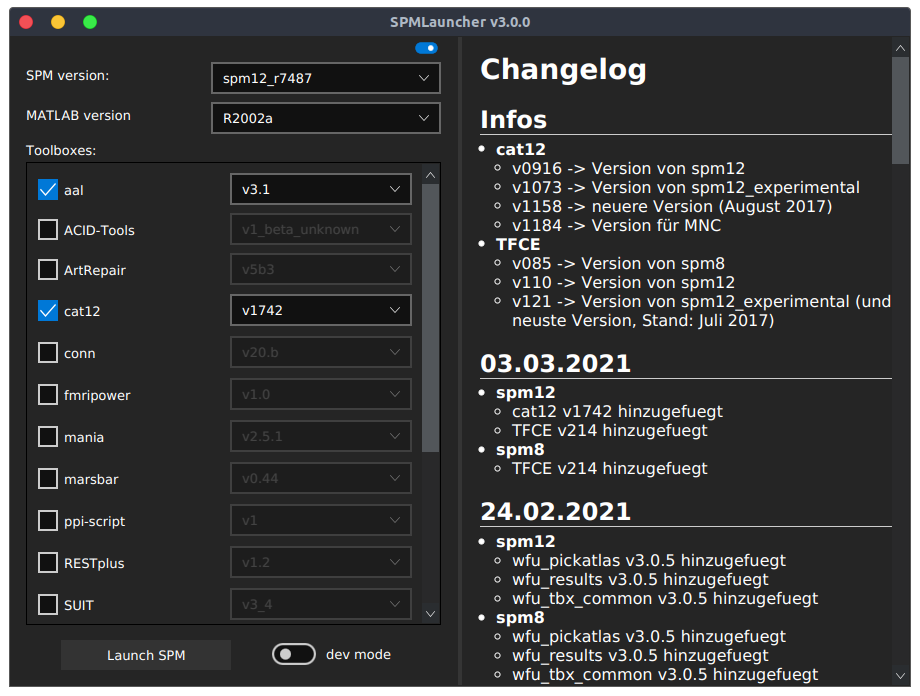 SPMLauncher v3.0.0
SPM version:
spm12_r7487
MATLAB version
R2002a
Toolboxes:
aal
v3.1
ACID-Tools
v1_beta_unknown
ArtRepair
v5b3
cat12
v1742
conn
v20.b
fmripower
v1.0
mania
v2.5.1
marsbar
v0.44
ppi-script
v1
RESTplus
v1.2
SUIT
v3_4
Launch SPM
dev mode
Changelog
Infos
cat12
v0916 -> Version von spm12
v1073 -> Version von spm12_experimental
v1158 -> neuere Version (August 2017)
v1184 -> Version für MNC
TFCE
v085 -> Version von spm8
v110 -> Version von spm12
v121 -> Version von spm12_experimental (und
neuste Version, Stand: Juli 2017)
03.03.2021
spm12
cat12 v1742 hinzugefuegt
TFCE v214 hinzugefuegt
spm8
TFCE v214 hinzugefuegt
24.02.2021
spm12
wfu_pickatlas v3.0.5 hinzugefuegt
wfu_results v3.0.5 hinzugefuegt
wfu_tbx_common v3.0.5 hinzugefuegt
spm8
wfu_pickatlas v3.0.5 hinzugefuegt
wfu_results v3.0.5 hinzugefuegt
wfu_tbx_common v3.0.5 hinzugefuegt